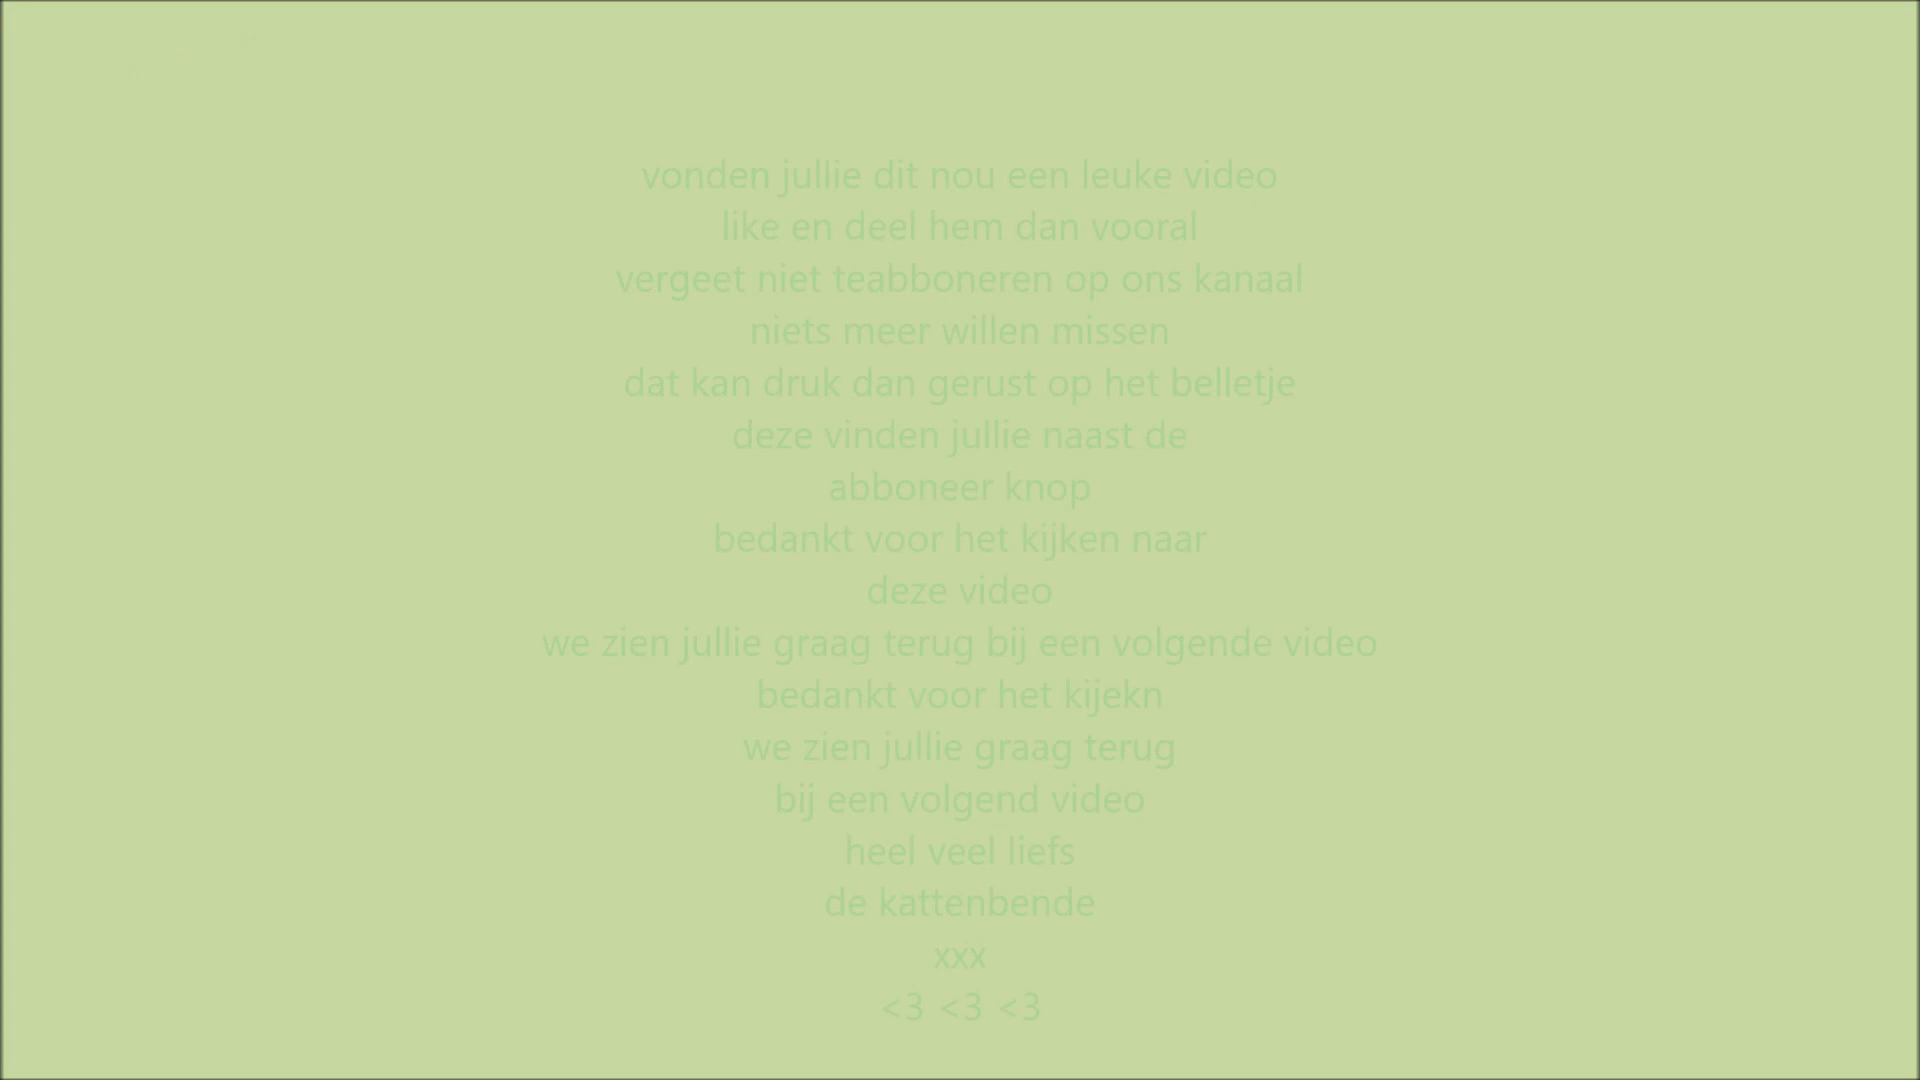 vonden jullie dit nou een leuke video
like en deel hem dan vooral
vergeet niet teabboneren op ons kanaal
niets meer willen missen
dat kan druk dan gerust op het belletje
deze vinden jullie naast de
abboneer knop
bedankt voor het kijken naar
deze video
we zien jullie graag terug bij een volgende video
bedankt voor het kijekn
we zien jullie graag terug
bij een volgend video
heel veel liefs
de kattenbende
xxx
<3 <3 <3